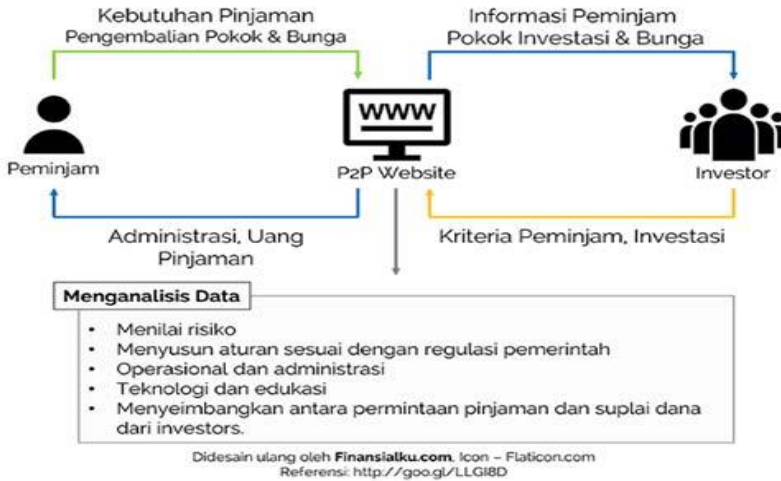 Kebutuhan Pinjaman
Pengembalian Pokok & Bunga
Informasi Peminjam
Pokok Investasi & Bunga
WWW
Peminjam
P2P Website
Investor
Administrasi, Uang
Pinjaman
Kriteria Peminjam, Investasi
Menganalisis Data
• Menilai risiko
• Menyusun aturan sesuai dengan regulasi pemerintah
• Operasional dan administrasi
• Teknologi dan edukasi
• Menyeimbangkan antara permintaan pinjaman dan suplai dana
dari investors.
Didesain ulang oleh Finansialku.com. Icon – Flaticon.com
Referensi: http://goo.gl/LLGI8D